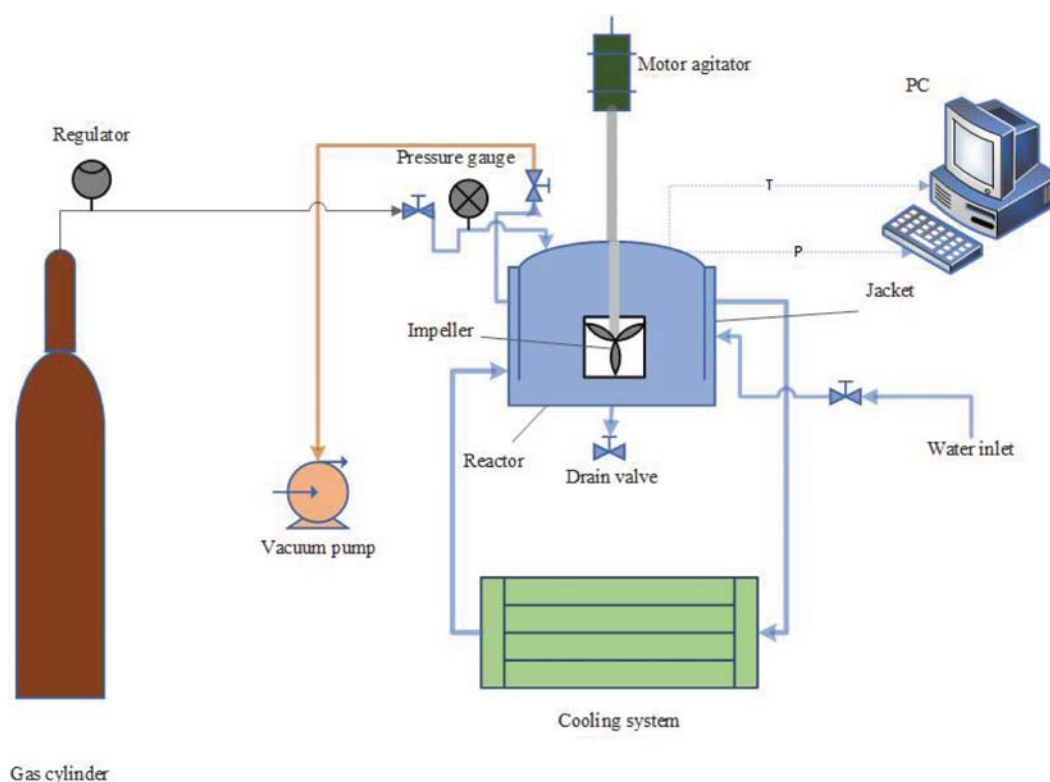 Motor agitator
PC
Regulator
Pressure gauge
T
P
Jacket
Impeller
Reactor
Drain valve
Water inlet
Vacuum pump
Cooling system
Gas cylinder